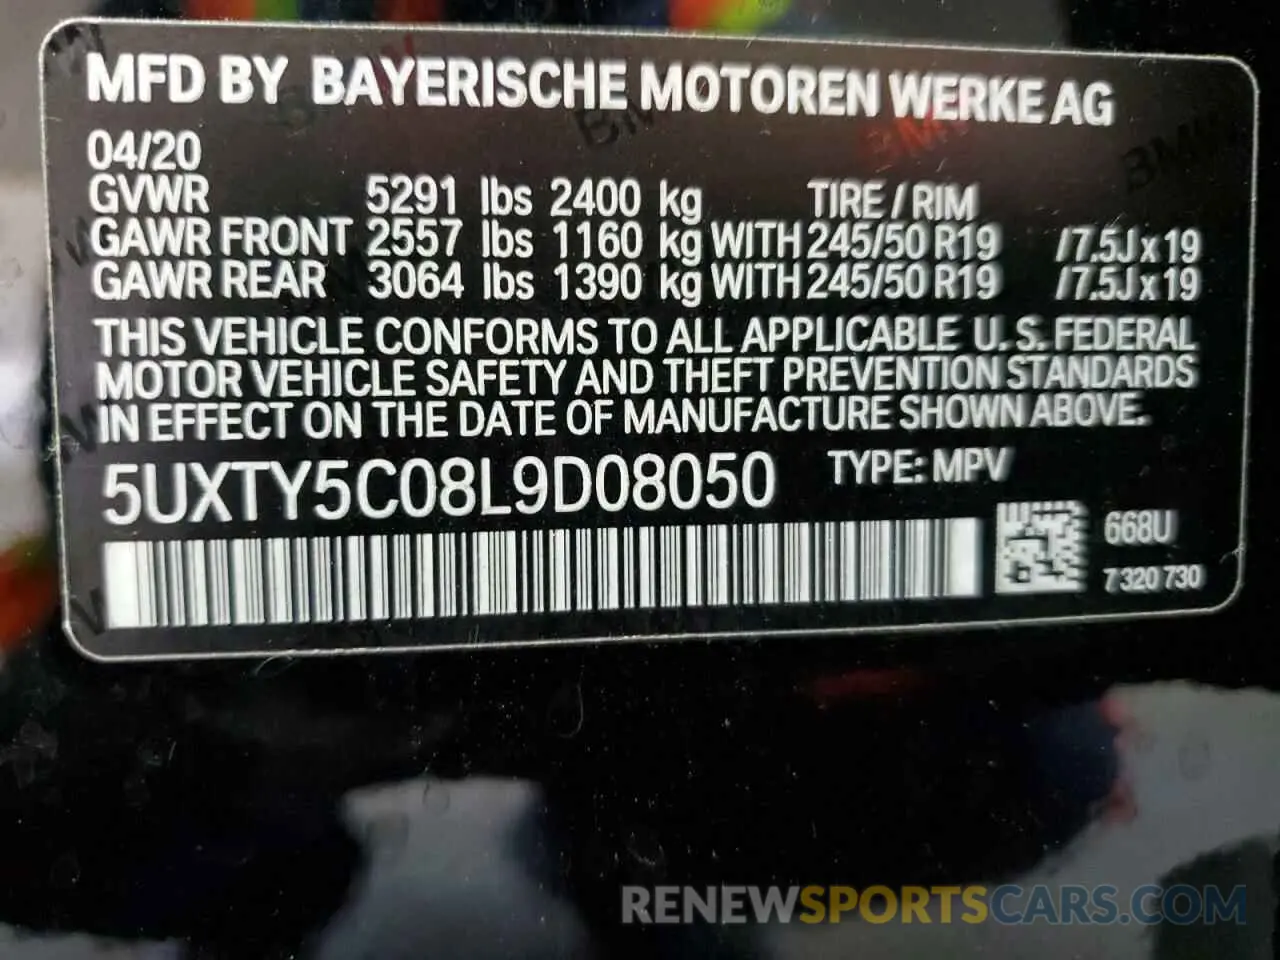 MFD BY BAYERISCHE MOTOREN WERKE AG
04/20
GVWR 5291 lbs 2400 kg TIRE / RIM
GAWR FRONT 2557 lbs 1160 kg WITH 245/50 R19 /7.5J x 19
GAWR REAR 3064 lbs 1390 kg WITH 245/50 R19 /7.5J x 19
THIS VEHICLE CONFORMS TO ALL APPLICABLE U. S. FEDERAL
MOTOR VEHICLE SAFETY AND THEFT PREVENTION STANDARDS
IN EFFECT ON THE DATE OF MANUFACTURE SHOWN ABOVE.
5UXTY5C08L9D08050 TYPE: MPV
668U
7 320 730
RENEWSPORTSCARS.COM